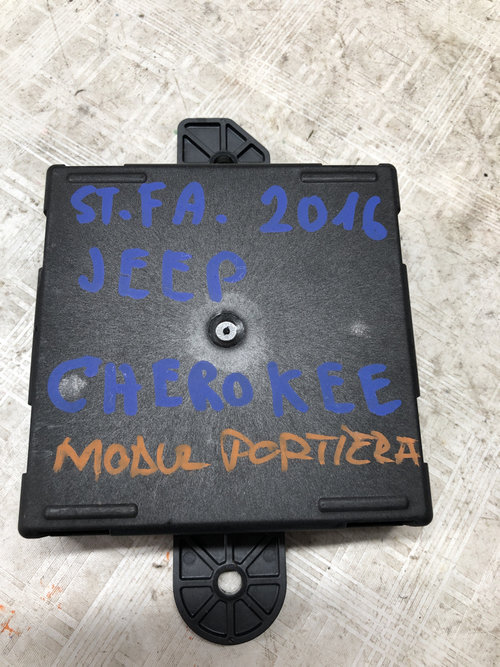 ST.FA. 2016
JEEP
CHEROKEE
MODUL PORTIERA